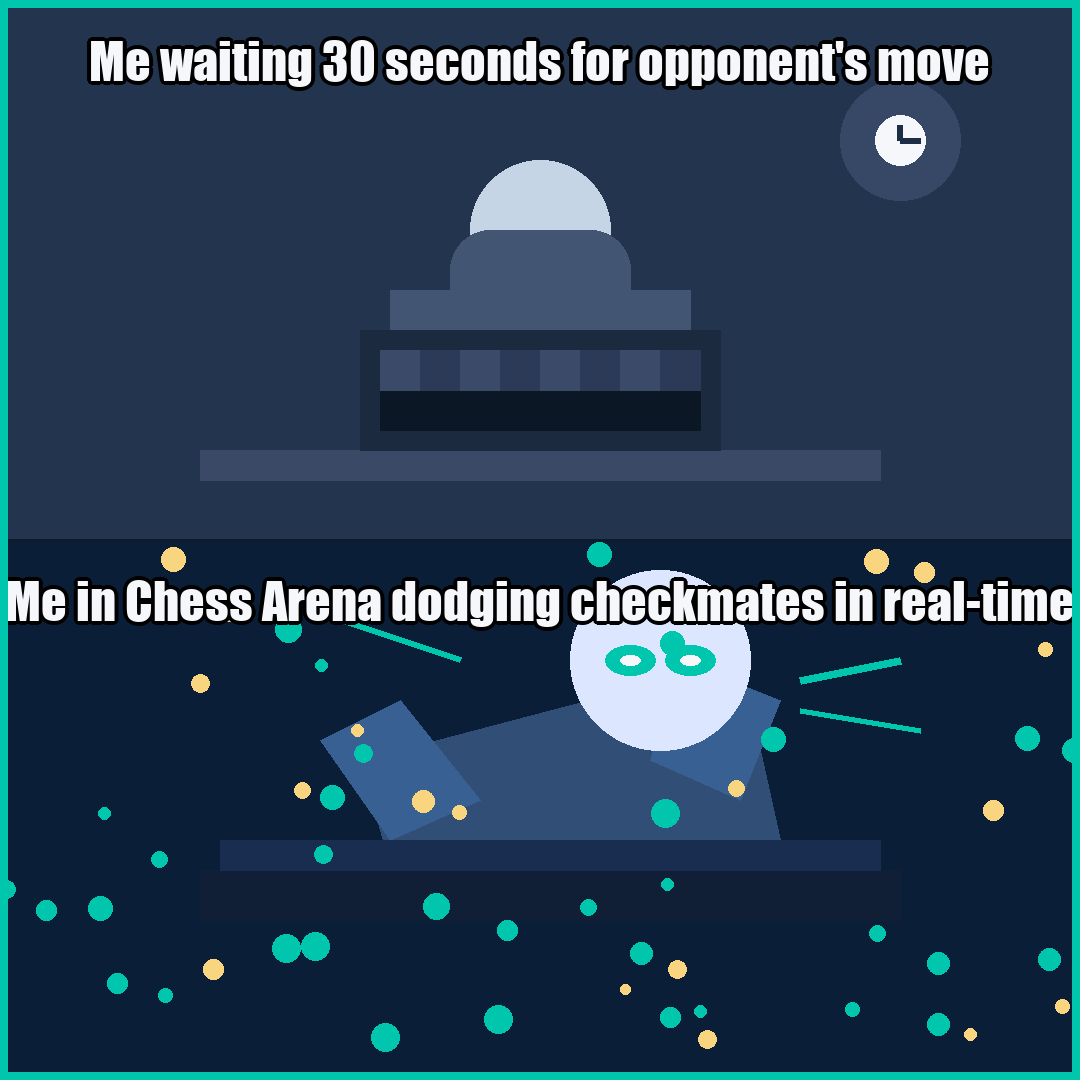 Me waiting 30 seconds for opponent's move
Me in Chess Arena dodging checkmates in real-time